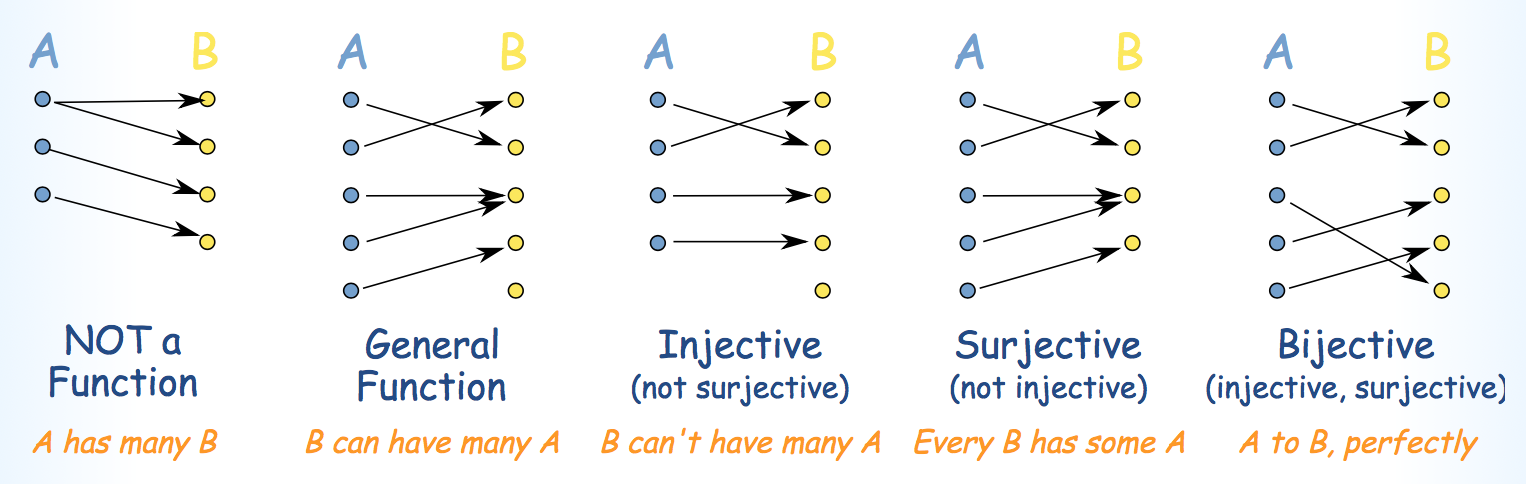 A B
A B
A B
A B
A B
NOT a
Function
A has many B
General
Function
B can have many A
Injective
(not surjective)
B can't have many A
Surjective
(not injective)
Every B has some A
Bijective
(injective, surjective)
A to B, perfectly